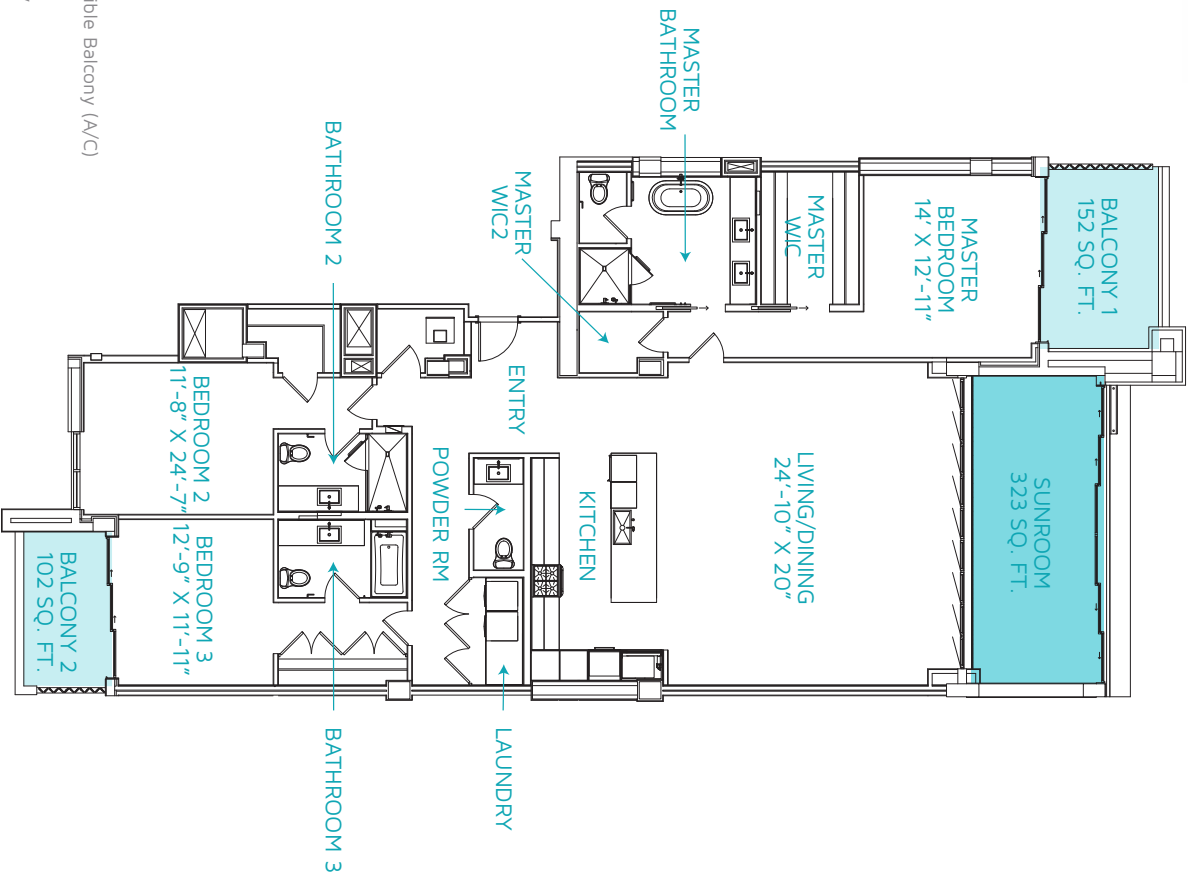 BALCONY 1
152 SQ. FT.
MASTER
BEDROOM
14' X 12'-11"
MASTER
WIC
MASTER
BATHROOM
MASTER
WIC2
SUNROOM
323 SQ. FT.
LIVING/DINING
24'-10" X 20"
KITCHEN
ENTRY
POWDER RM
LAUNDRY
BATHROOM 2
BATHROOM 3
BEDROOM 2
11'-8" X 24'-7"
BEDROOM 3
12'-9" X 11'-11"
BALCONY 2
102 SQ. FT.
Balcony (A/C)